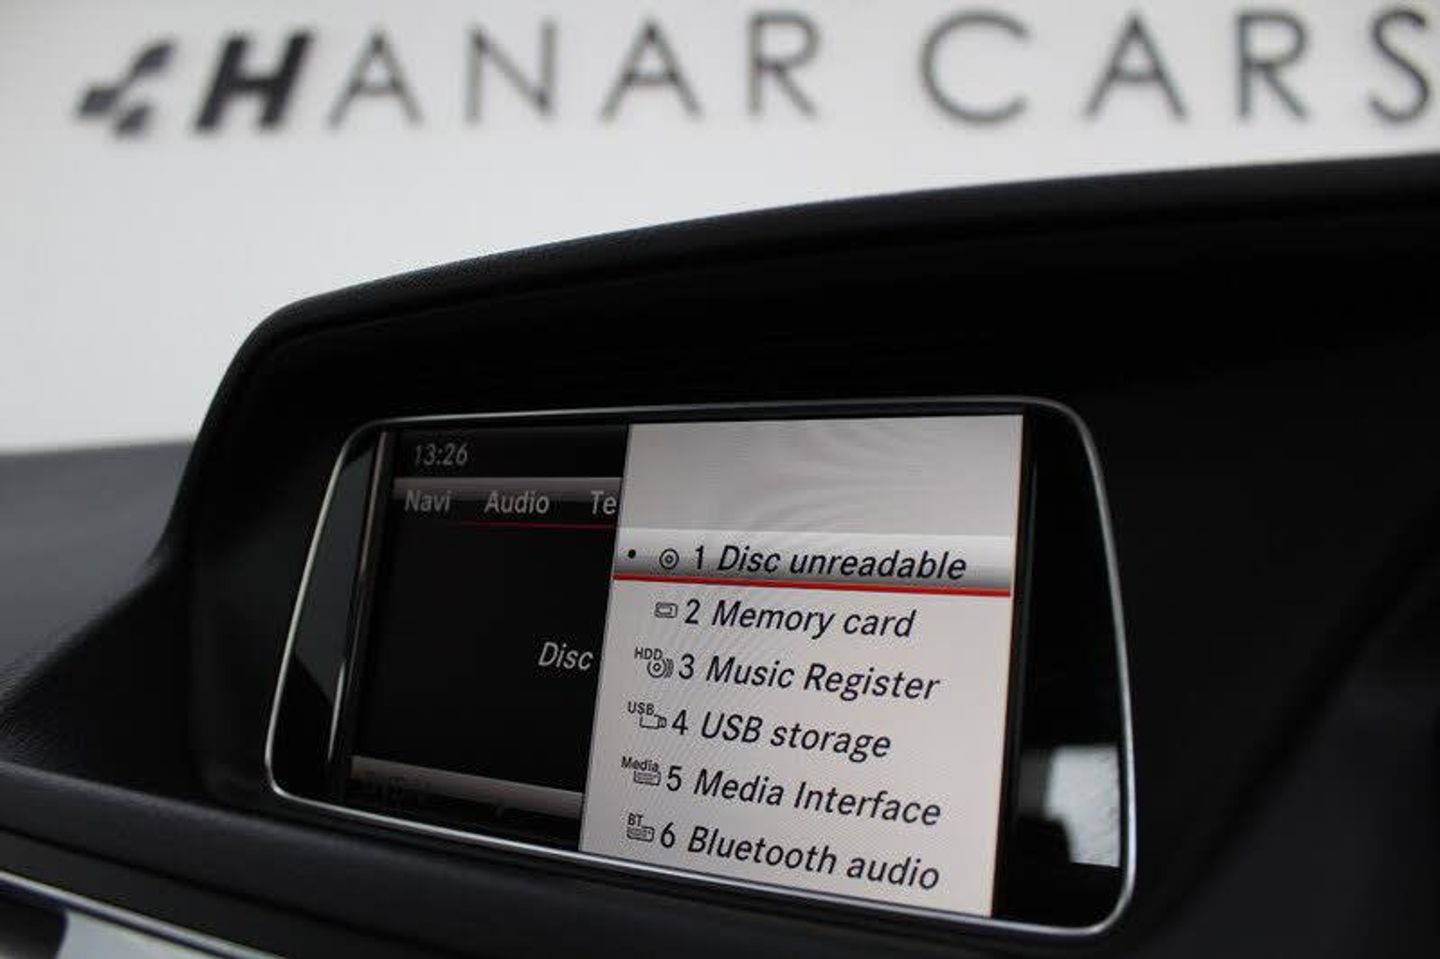 HANAR CARS
13:26
Navi Audio Te
1 Disc unreadable
2 Memory card
HDD 3 Music Register
Disc
USB 4 USB storage
Media 5 Media Interface
BT 6 Bluetooth audio